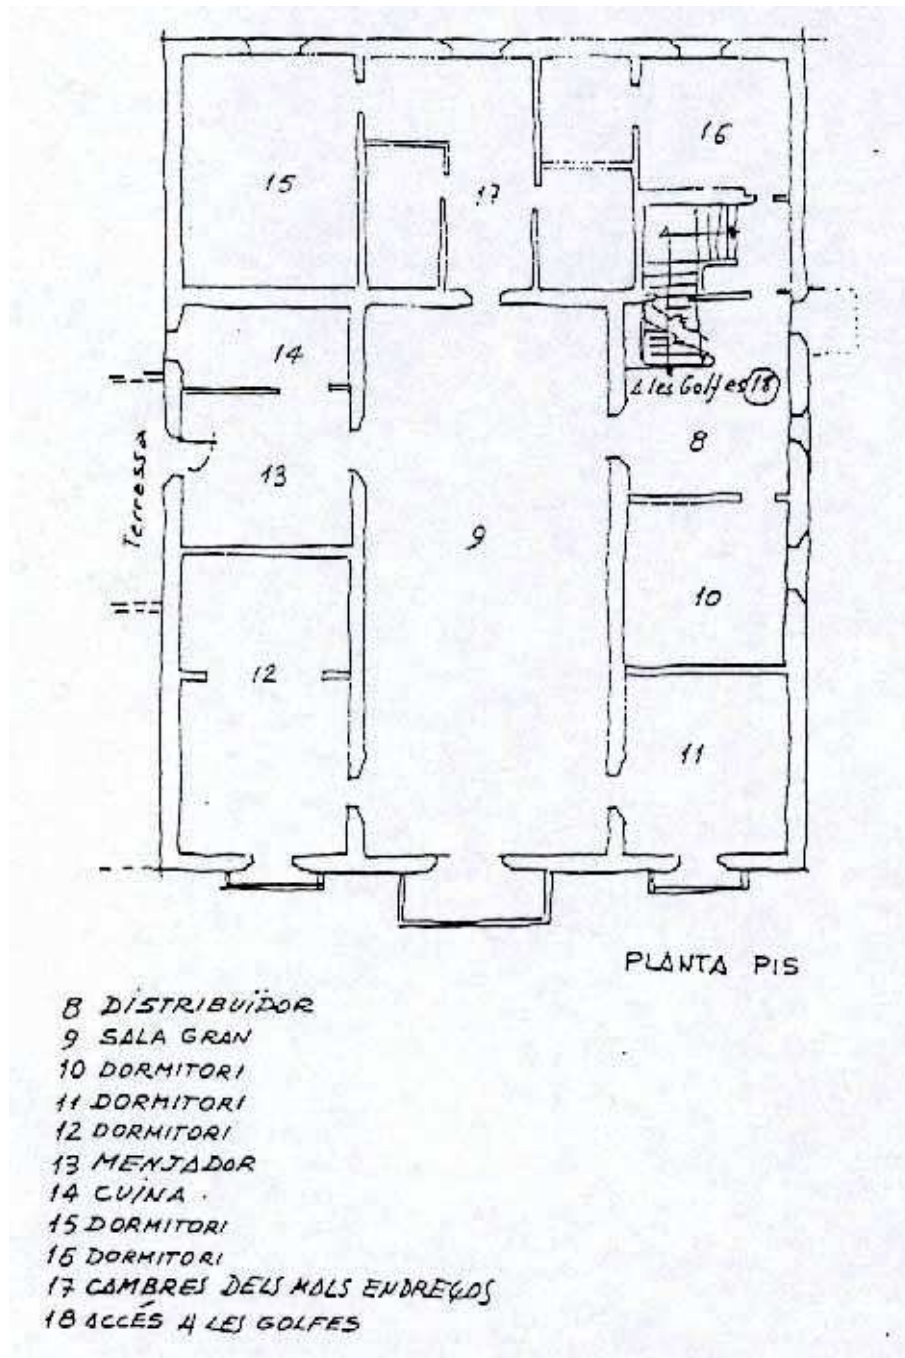 16
15
17
14
A les Golfes 18
8
Terressa
13
9
10
12
11
PLANTA PIS
8 DISTRIBUÏDOR
9 SALA GRAN
10 DORMITORI
11 DORMITORI
12 DORMITORI
13 MENJADOR
14 CUINA
15 DORMITORI
16 DORMITORI
17 CAMBRES DELS MALS ENDREÇOS
18 ACCÉS A LES GOLFES